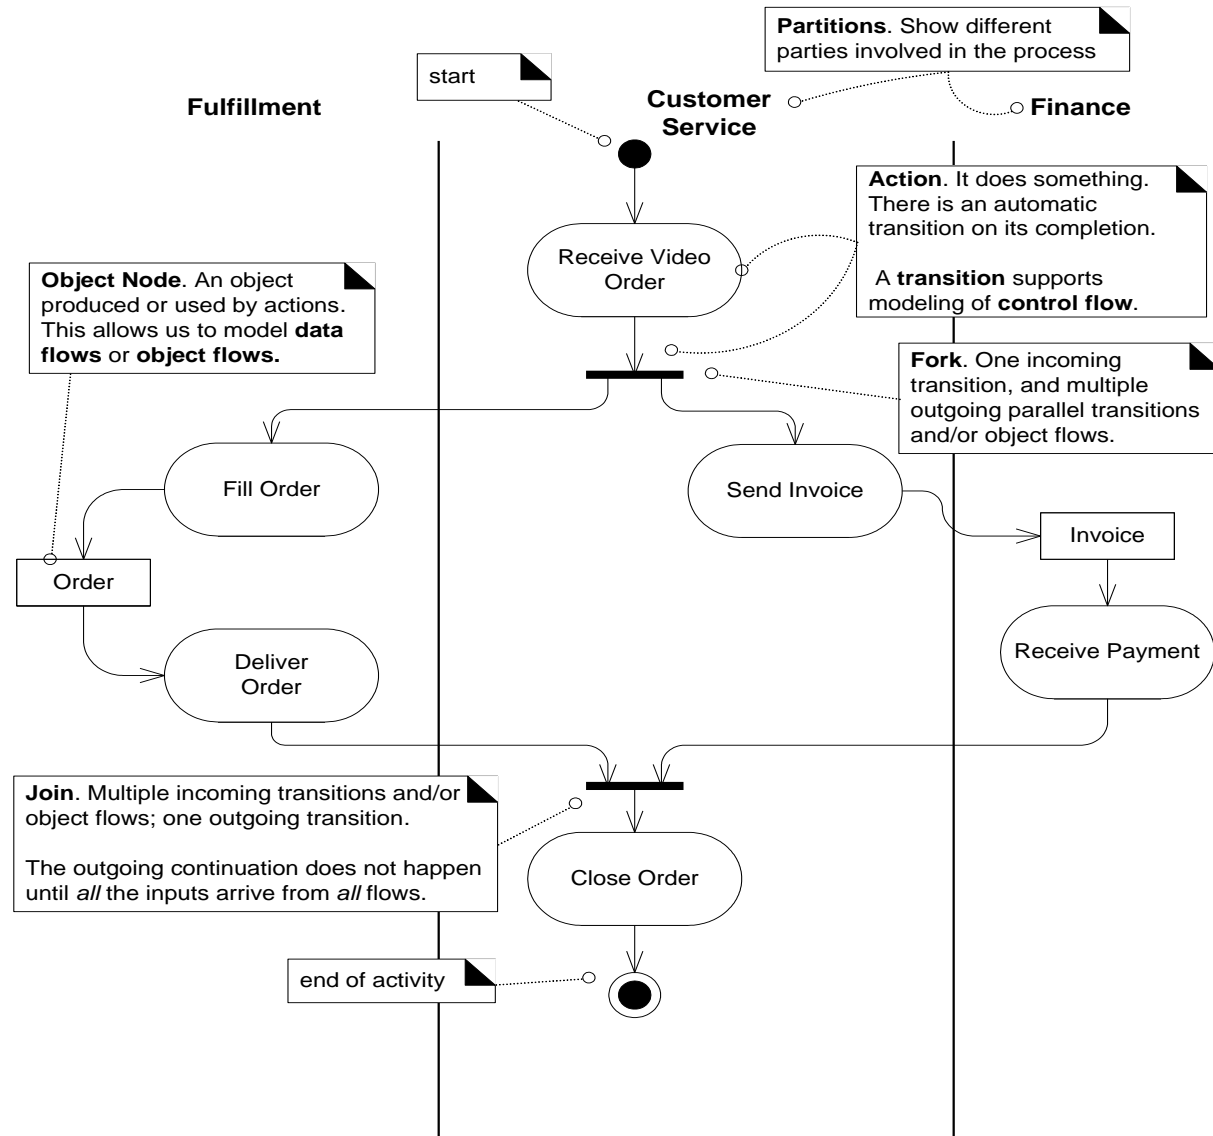 Partitions. Show different
parties involved in the process
start
Fulfillment
Customer
Service
Finance
Action. It does something.
There is an automatic
transition on its completion.
A transition supports
modeling of control flow.
Receive Video
Order
Object Node. An object
produced or used by actions.
This allows us to model data
flows or object flows.
Fork. One incoming
transition, and multiple
outgoing parallel transitions
and/or object flows.
Fill Order
Send Invoice
Invoice
Order
Deliver
Order
Receive Payment
Join. Multiple incoming transitions and/or
object flows; one outgoing transition.
The outgoing continuation does not happen
until all the inputs arrive from all flows.
Close Order
end of activity